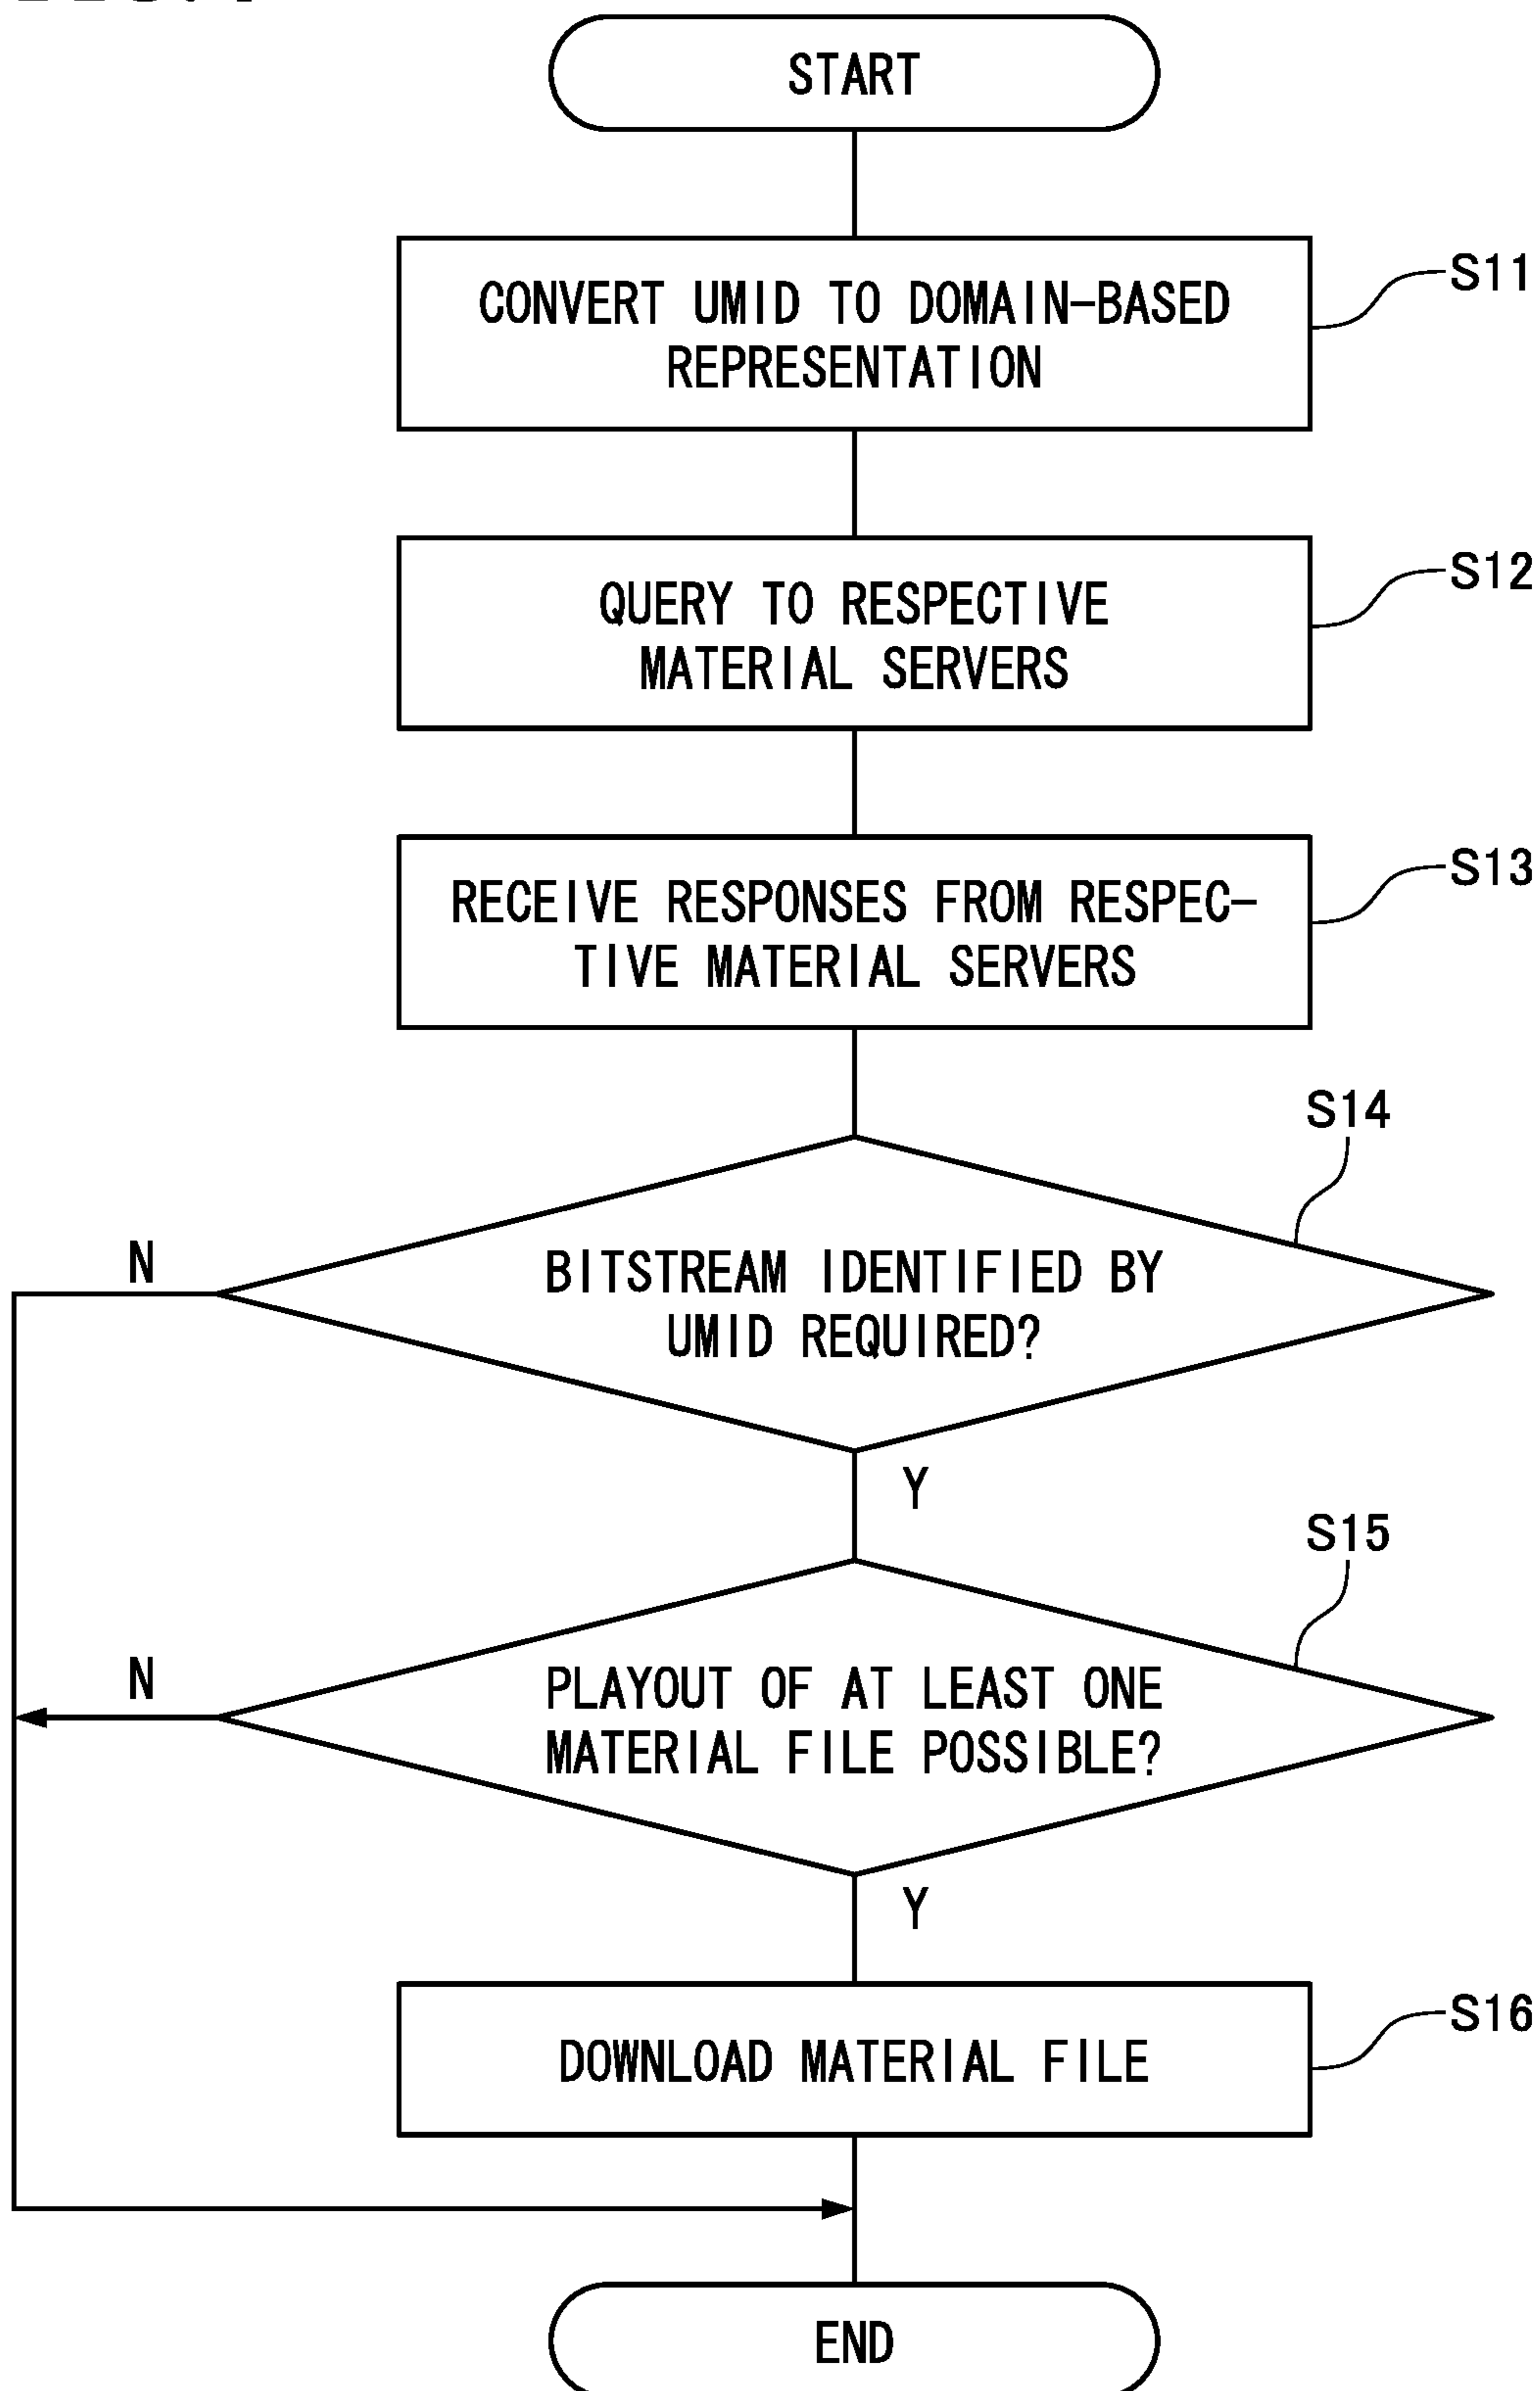 START
CONVERT UMID TO DOMAIN-BASED
REPRESENTATION
S11
QUERY TO RESPECTIVE
MATERIAL SERVERS
S12
RECEIVE RESPONSES FROM RESPEC-
TIVE MATERIAL SERVERS
S13
S14
N
BITSTREAM IDENTIFIED BY
UMID REQUIRED?
Y
S15
N
PLAYOUT OF AT LEAST ONE
MATERIAL FILE POSSIBLE?
Y
DOWNLOAD MATERIAL FILE
S16
END